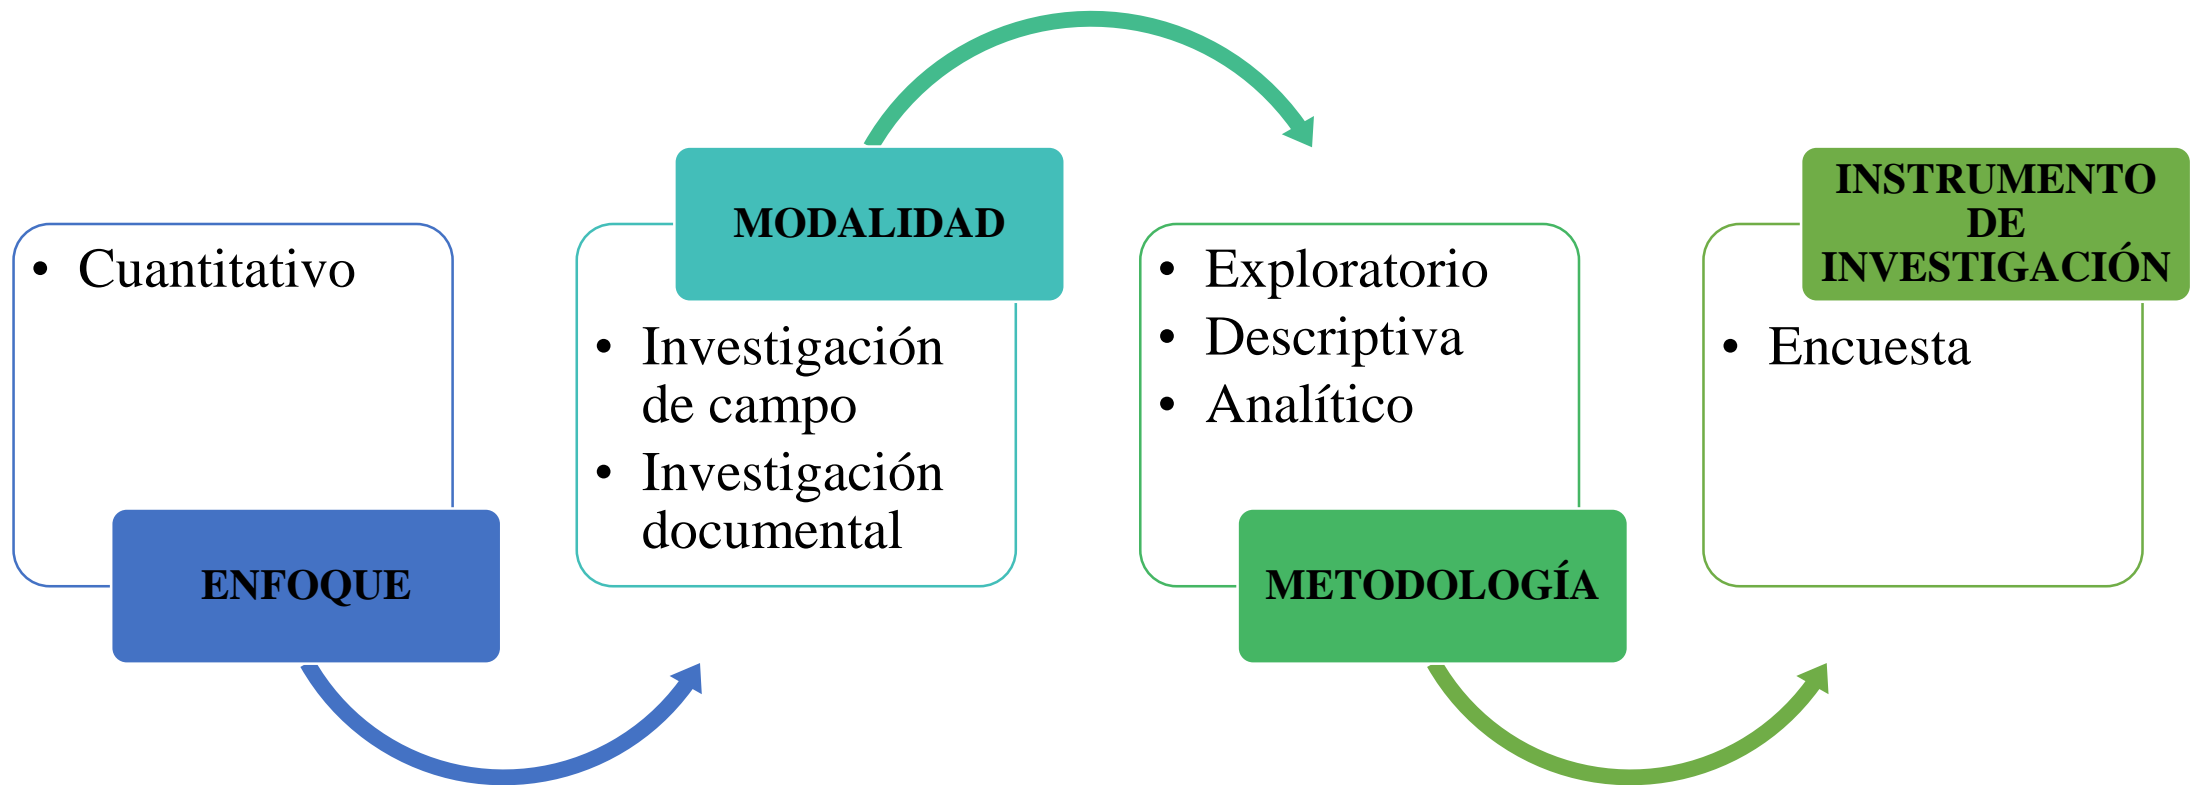 • Cuantitativo
ENFOQUE
MODALIDAD
• Investigación
de campo
• Investigación
documental
• Exploratorio
• Descriptiva
• Analítico
METODOLOGÍA
INSTRUMENTO
DE
INVESTIGACIÓN
• Encuesta